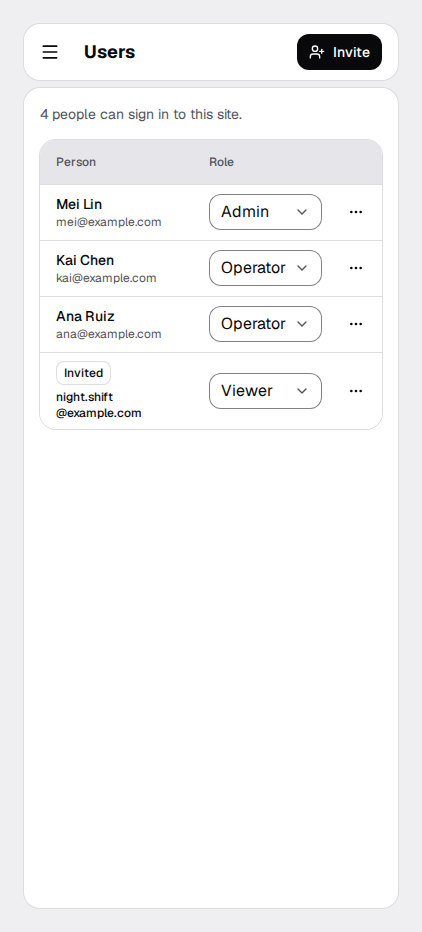 Users
Invite
4 people can sign in to this site.
Person Role
Mei Lin
mei@example.com
Admin
Kai Chen
kai@example.com
Operator
Ana Ruiz
ana@example.com
Operator
Invited
night.shift
@example.com
Viewer